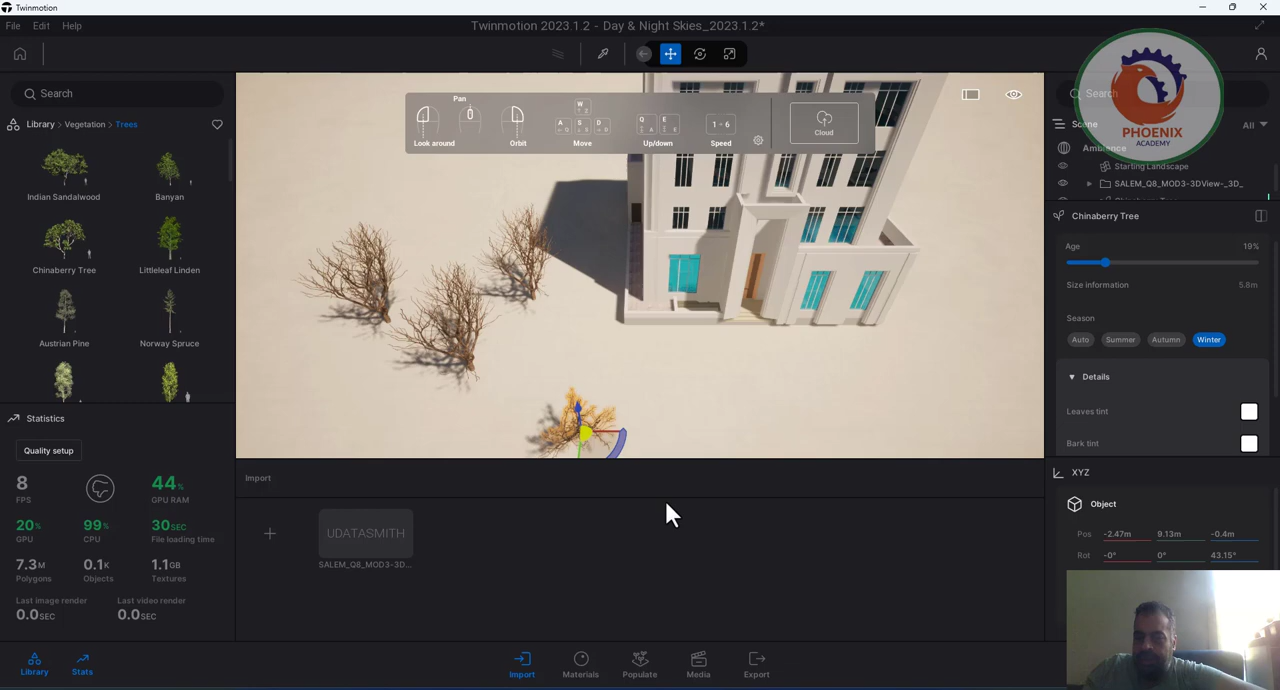 Twinmotion
File Edit Help
Twinmotion 2023.1.2 - Day & Night Skies_2023.1.2*
Search
Library > Vegetation > Trees
Indian Sandalwood
Banyan
Chinaberry Tree
Littleleaf Linden
Austrian Pine
Norway Spruce
Statistics
Quality setup
8
FPS
44%
GPU RAM
20%
GPU
99%
CPU
30SEC
File loading time
7.3M
Polygons
0.1K
Objects
1.1GB
Textures
Last image render
0.0SEC
Last video render
0.0SEC
Library
Stats
Pan
Look around
Orbit
W
A S D
Move
Q E
Up/down
1 → 6
Speed
Cloud
Import
UDATASMITH
SALEM_Q8_MOD3-3D...
Import
Materials
Populate
Media
Export
Search
PHOENIX
ACADEMY
Scene
All
Ambience
Starting Landscape
SALEM_Q8_MOD3-3DView-_3D_
Chinaberry Tree
Age
19%
Size information
5.8m
Season
Auto Summer Autumn Winter
Details
Leaves tint
Bark tint
XYZ
Object
Pos -2.47m 9.13m -0.4m
Rot -0° 0° 43.15°